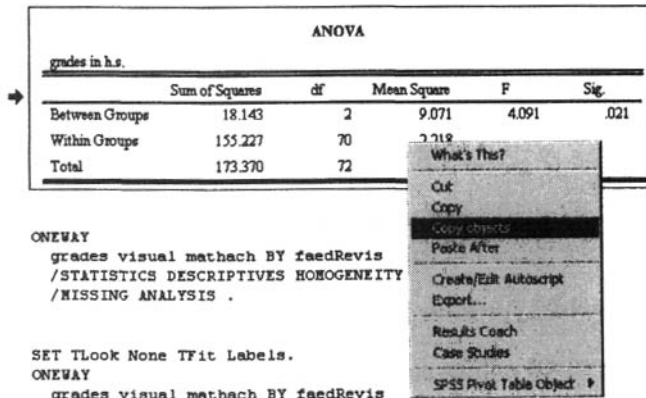 ANOVA
grades in h.s.
Sum of Squares df Mean Square F Sig.
Between Groups 18.143 2 9.071 4.091 .021
Within Groups 155.227 70 2.218
Total 173.370 72
What's This?
Cut
Copy
Copy objects
Paste After
Create/Edit Autoscript
Export...
Results Coach
Case Studies
SPSS Pivot Table Object
ONEWAY
grades visual mathach BY faedRevis
/STATISTICS DESCRIPTIVES HOMOGENEITY
/MISSING ANALYSIS .
SET TLook None TFit Labels.
ONEWAY
grades visual mathach BY faedRevis